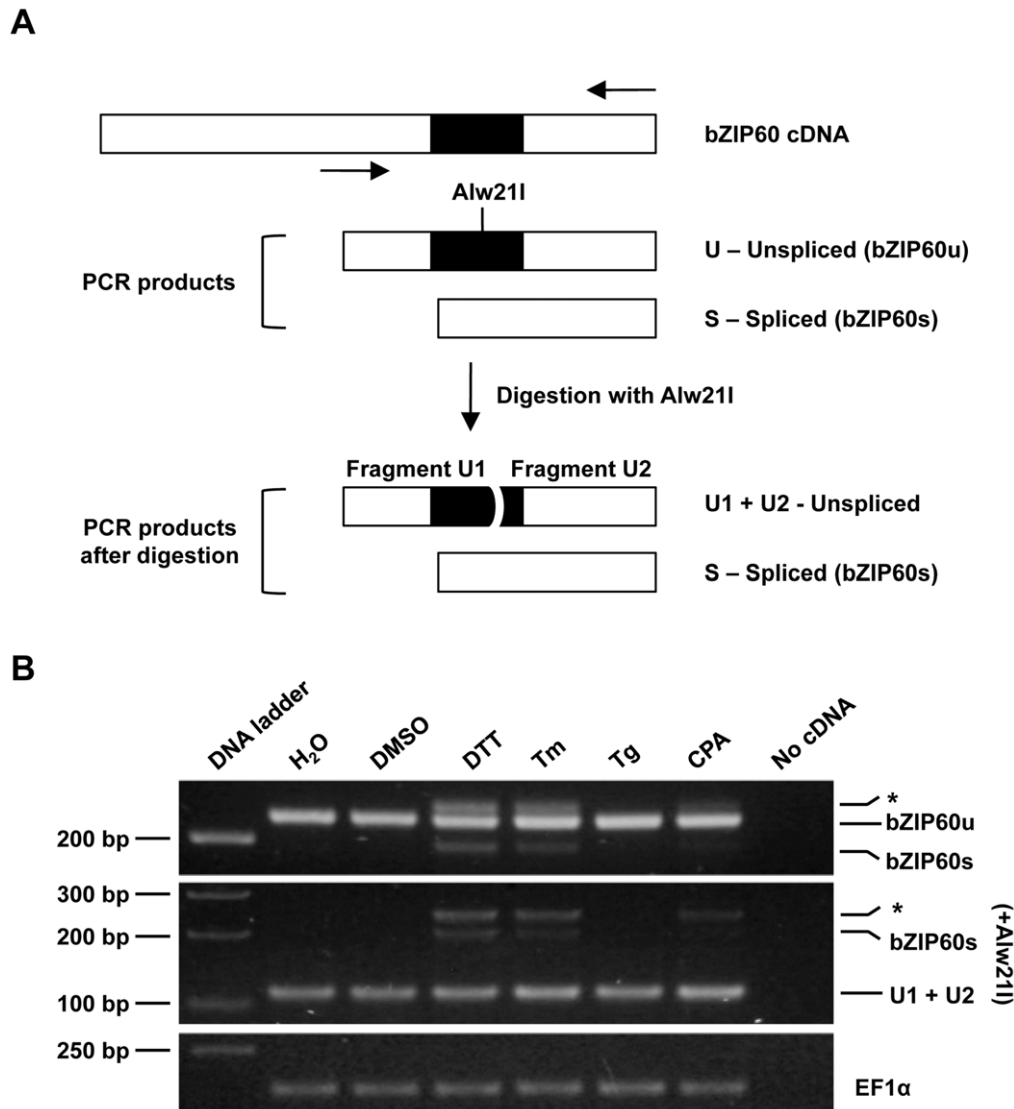 A
bZIP60 cDNA
Alw21I
PCR products
U – Unspliced (bZIP60u)
S – Spliced (bZIP60s)
Digestion with Alw21I
Fragment U1 Fragment U2
PCR products
after digestion
U1 + U2 - Unspliced
S – Spliced (bZIP60s)
B
DNA ladder
H₂O
DMSO
DTT
Tm
Tg
CPA
No cDNA
*
bZIP60u
200 bp
bZIP60s
300 bp
*
200 bp
bZIP60s
(+Alw21I)
100 bp
U1 + U2
250 bp
EF1α